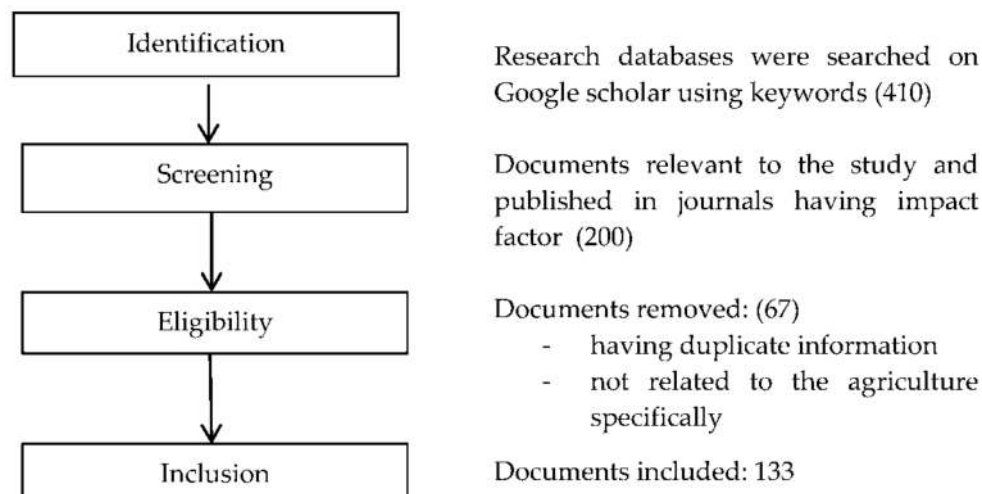 Identification
Research databases were searched on
Google scholar using keywords (410)
Screening
Documents relevant to the study and
published in journals having impact
factor (200)
Eligibility
Documents removed: (67)
- having duplicate information
- not related to the agriculture
specifically
Inclusion
Documents included: 133